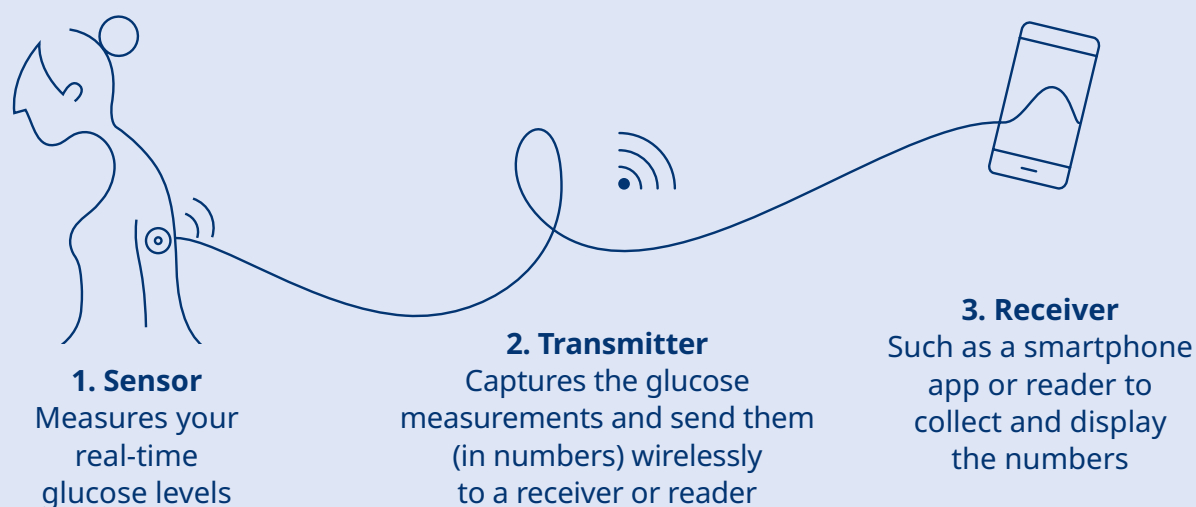 1. Sensor
Measures your
real-time
glucose levels
2. Transmitter
Captures the glucose
measurements and send them
(in numbers) wirelessly
to a receiver or reader
3. Receiver
Such as a smartphone
app or reader to
collect and display
the numbers